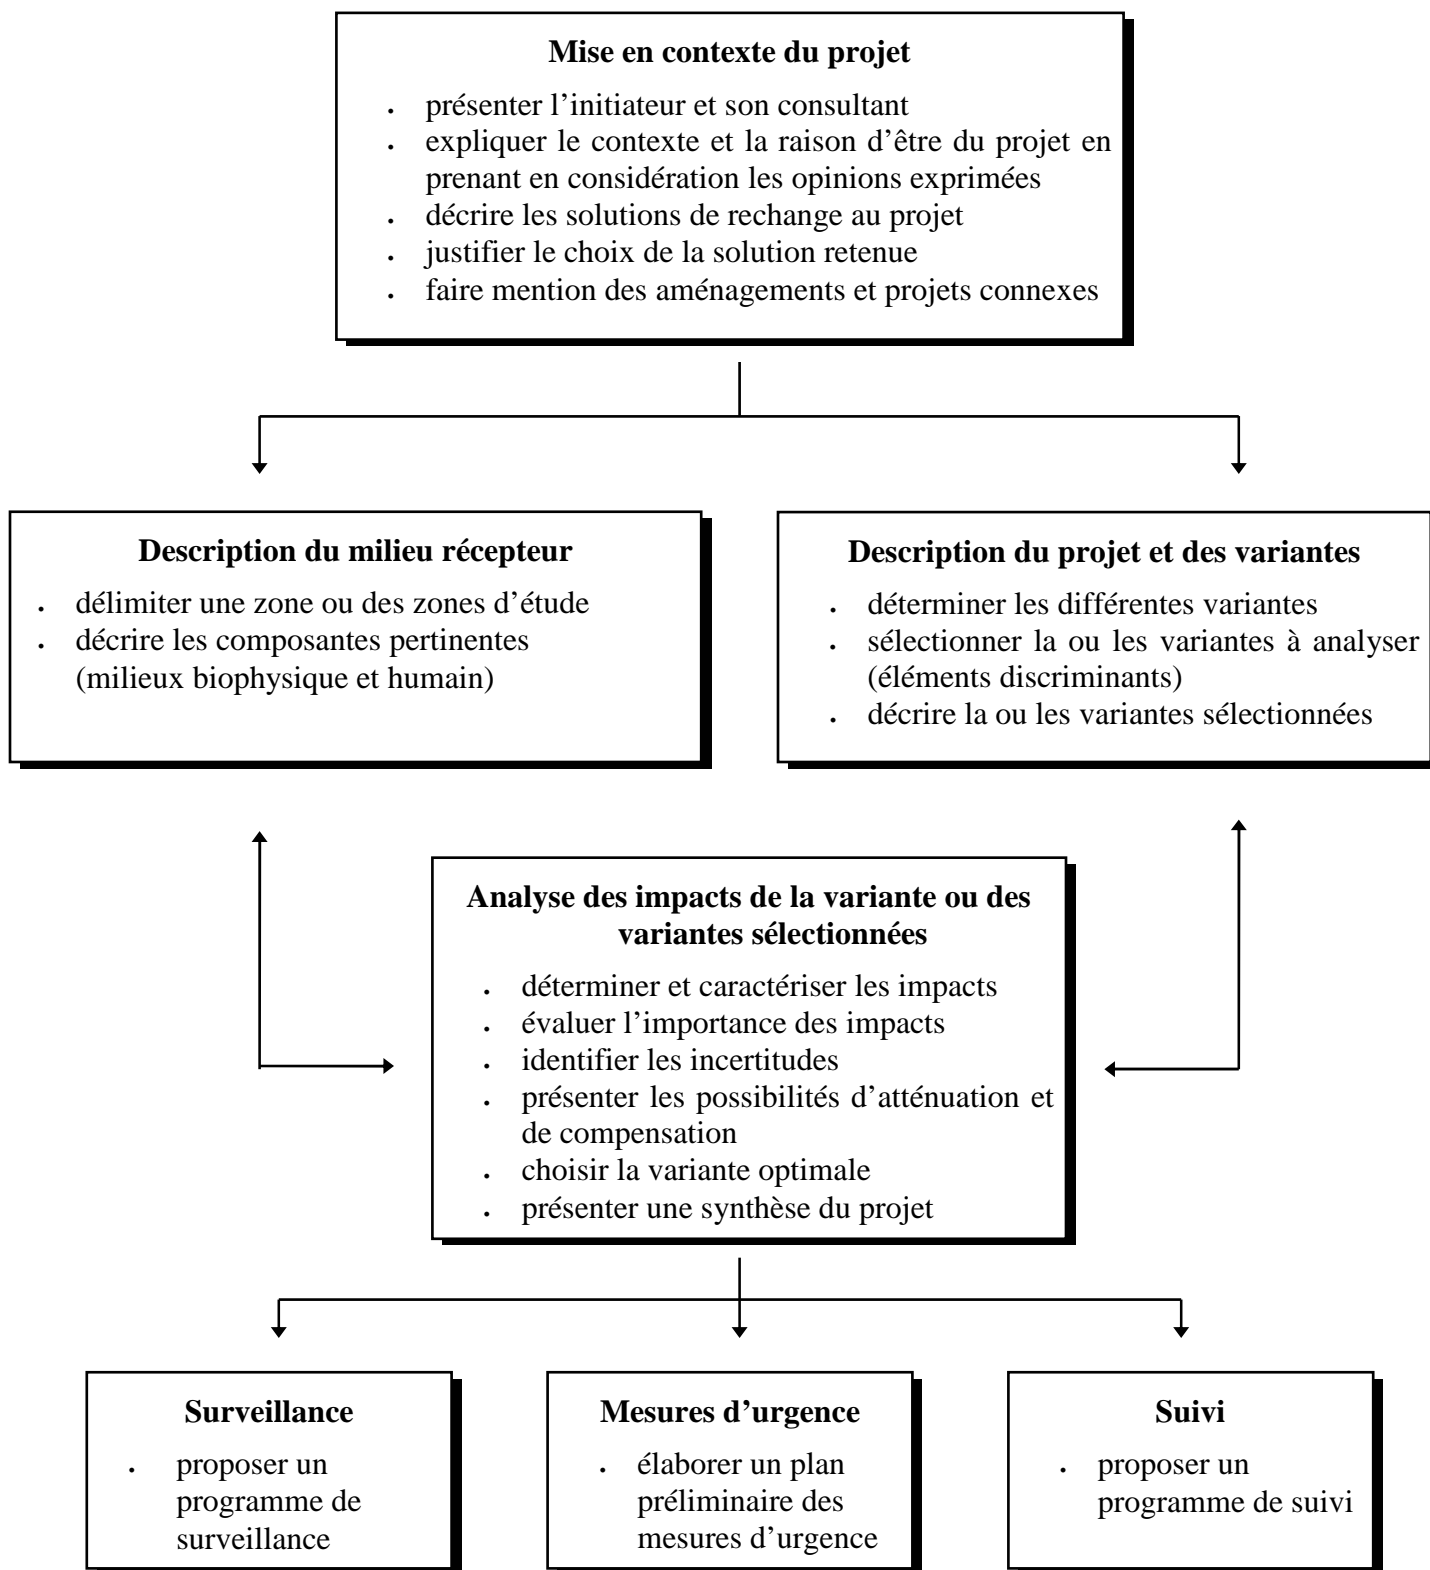 Mise en contexte du projet
. présenter l’initiateur et son consultant
. expliquer le contexte et la raison d’être du projet en
prenant en considération les opinions exprimées
. décrire les solutions de rechange au projet
. justifier le choix de la solution retenue
. faire mention des aménagements et projets connexes
Description du milieu récepteur
. délimiter une zone ou des zones d’étude
. décrire les composantes pertinentes
(milieux biophysique et humain)
Description du projet et des variantes
. déterminer les différentes variantes
. sélectionner la ou les variantes à analyser
(éléments discriminants)
. décrire la ou les variantes sélectionnées
Analyse des impacts de la variante ou des
variantes sélectionnées
. déterminer et caractériser les impacts
. évaluer l’importance des impacts
. identifier les incertitudes
. présenter les possibilités d’atténuation et
de compensation
. choisir la variante optimale
. présenter une synthèse du projet
Surveillance
. proposer un
programme de
surveillance
Mesures d’urgence
. élaborer un plan
préliminaire des
mesures d’urgence
Suivi
. proposer un
programme de suivi